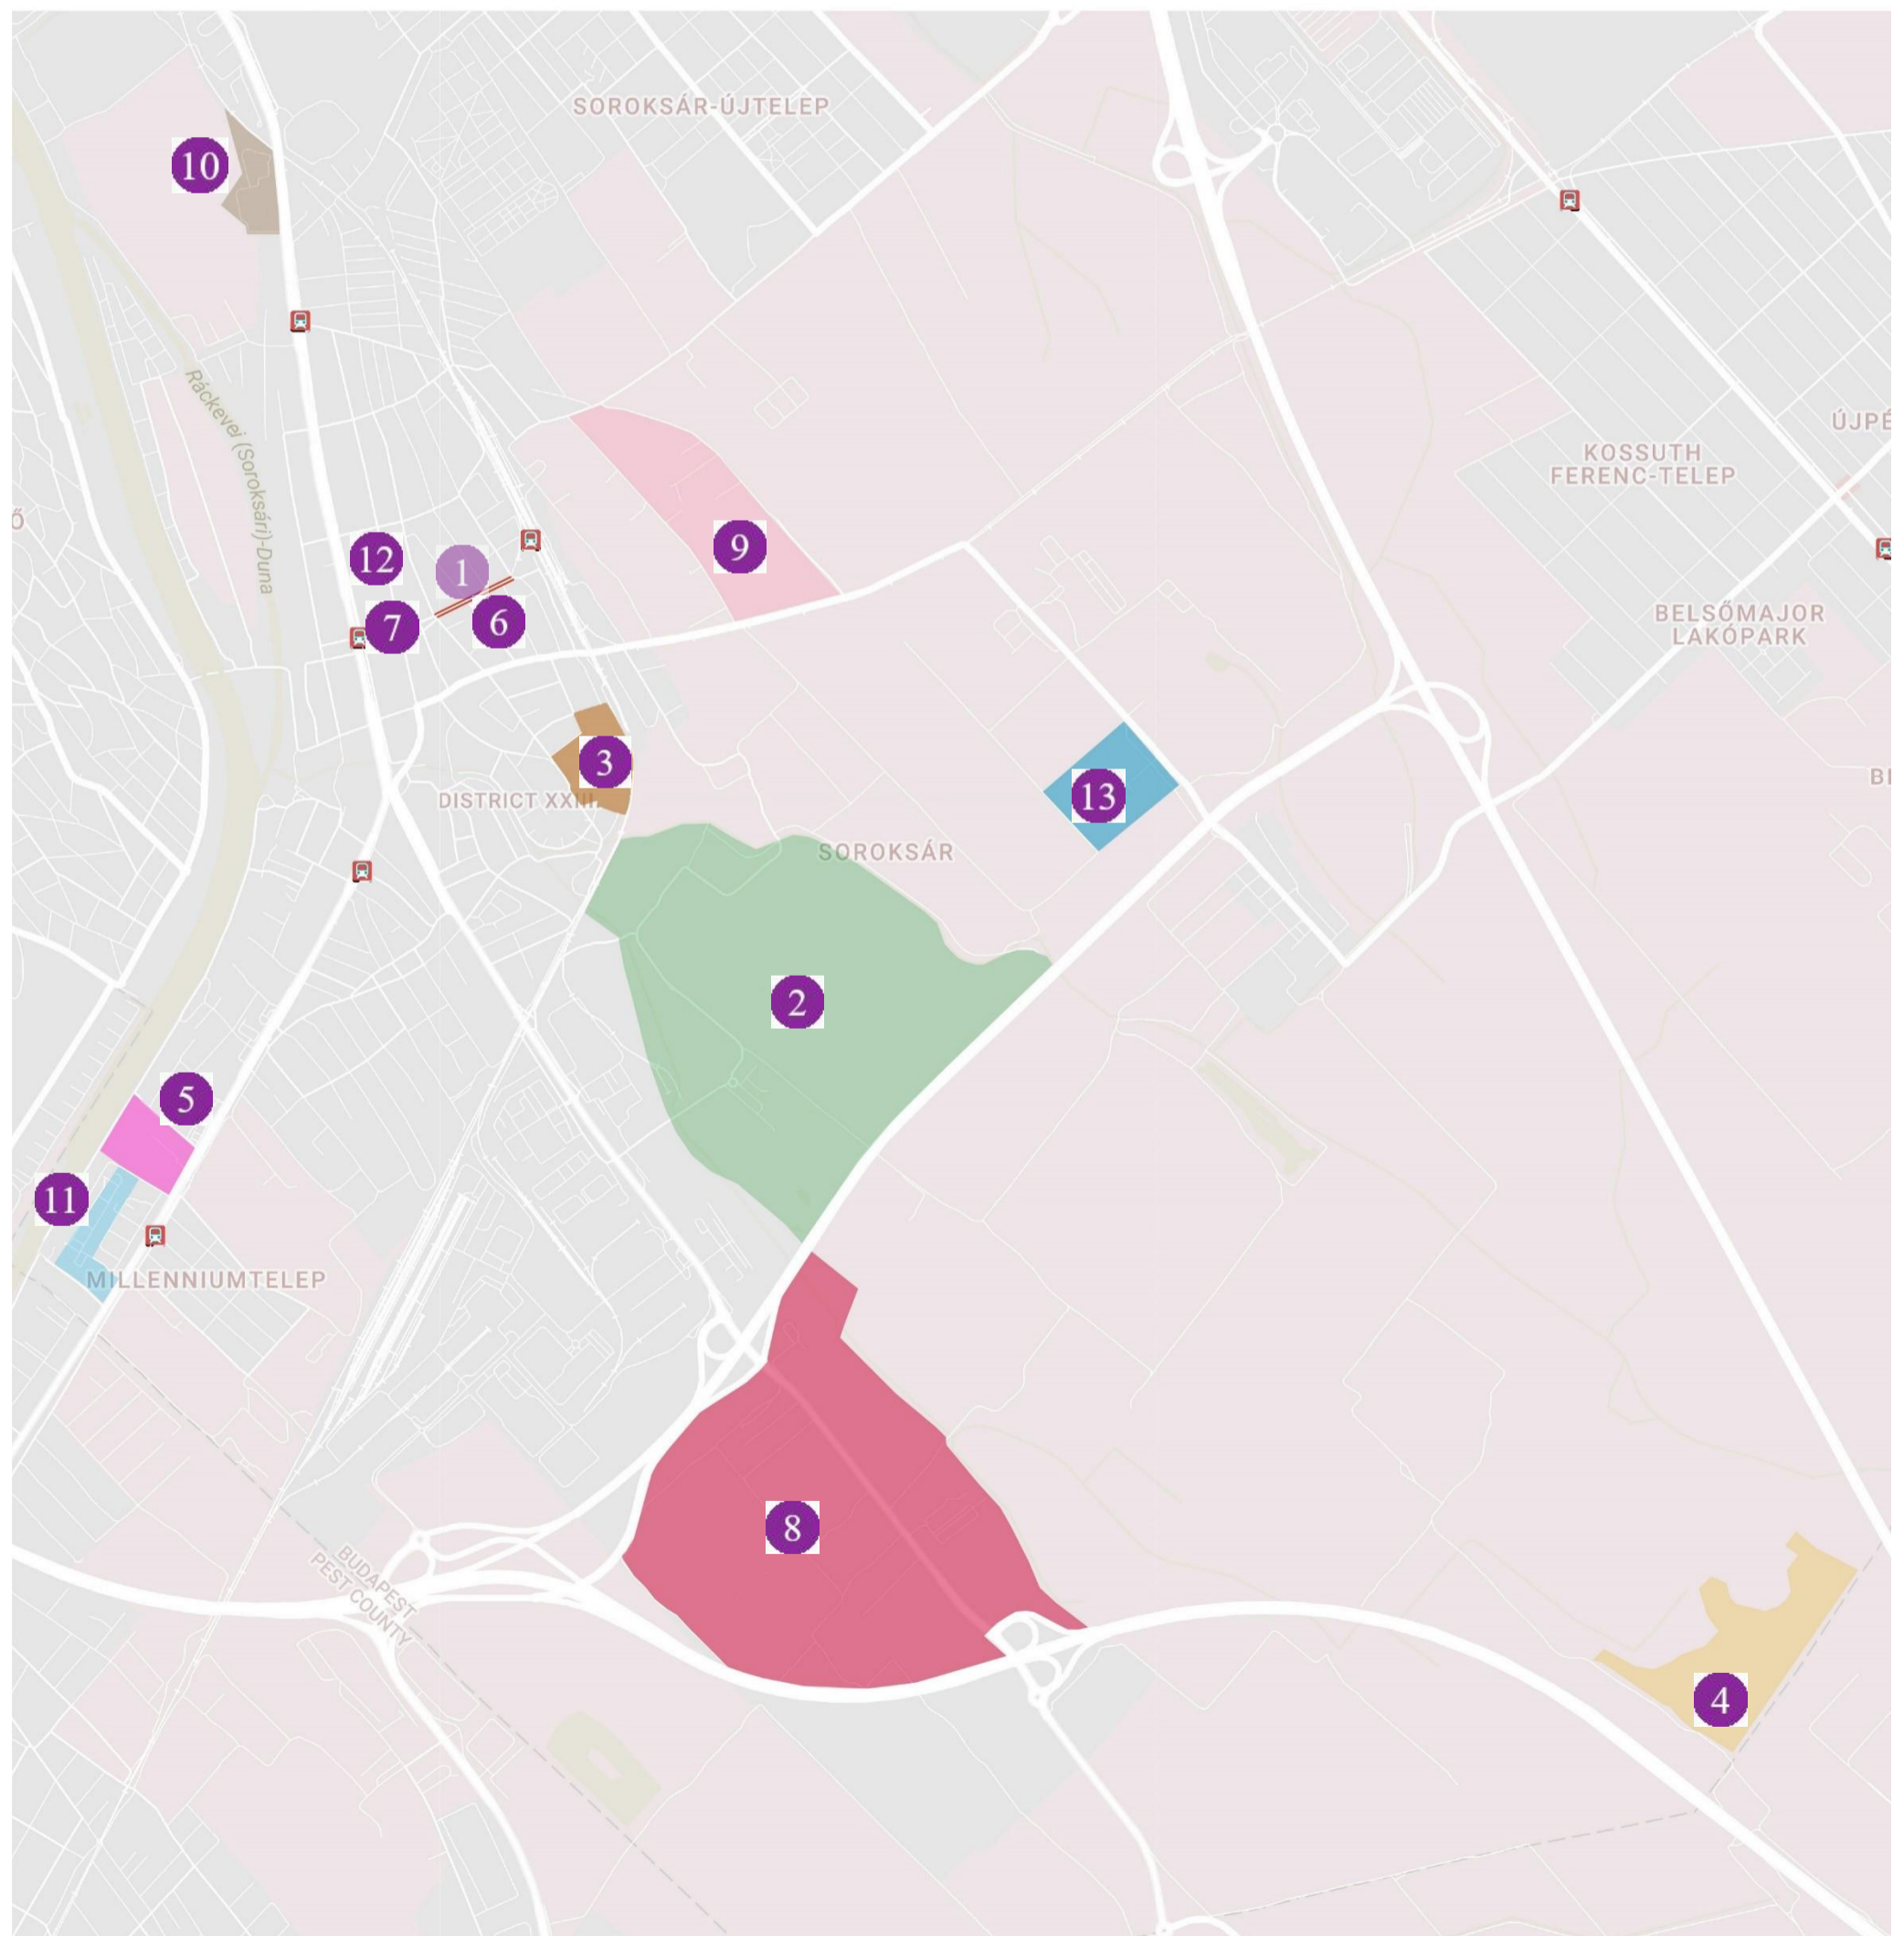 SOROKSÁR-ÚJTELEP
10
Ráckevei (Soroksári)-Duna
ÚJPÉ
KOSSUTH
FERENC-TELEP
Ő
9
12
1
7
6
BELSŐMAJOR
LAKÓPARK
3
13
BE
DISTRICT XXIII.
SOROKSÁR
2
5
11
MILLENNIUMTELEP
8
BUDAPEST
PEST COUNTY
4